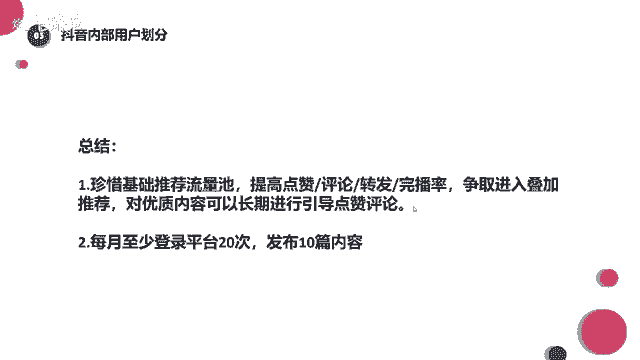 03
抖音内部用户划分
总结：
1.珍惜基础推荐流量池，提高点赞/评论/转发/完播率，争取进入叠加
推荐，对优质内容可以长期进行引导点赞评论。
2.每月至少登录平台20次，发布10篇内容